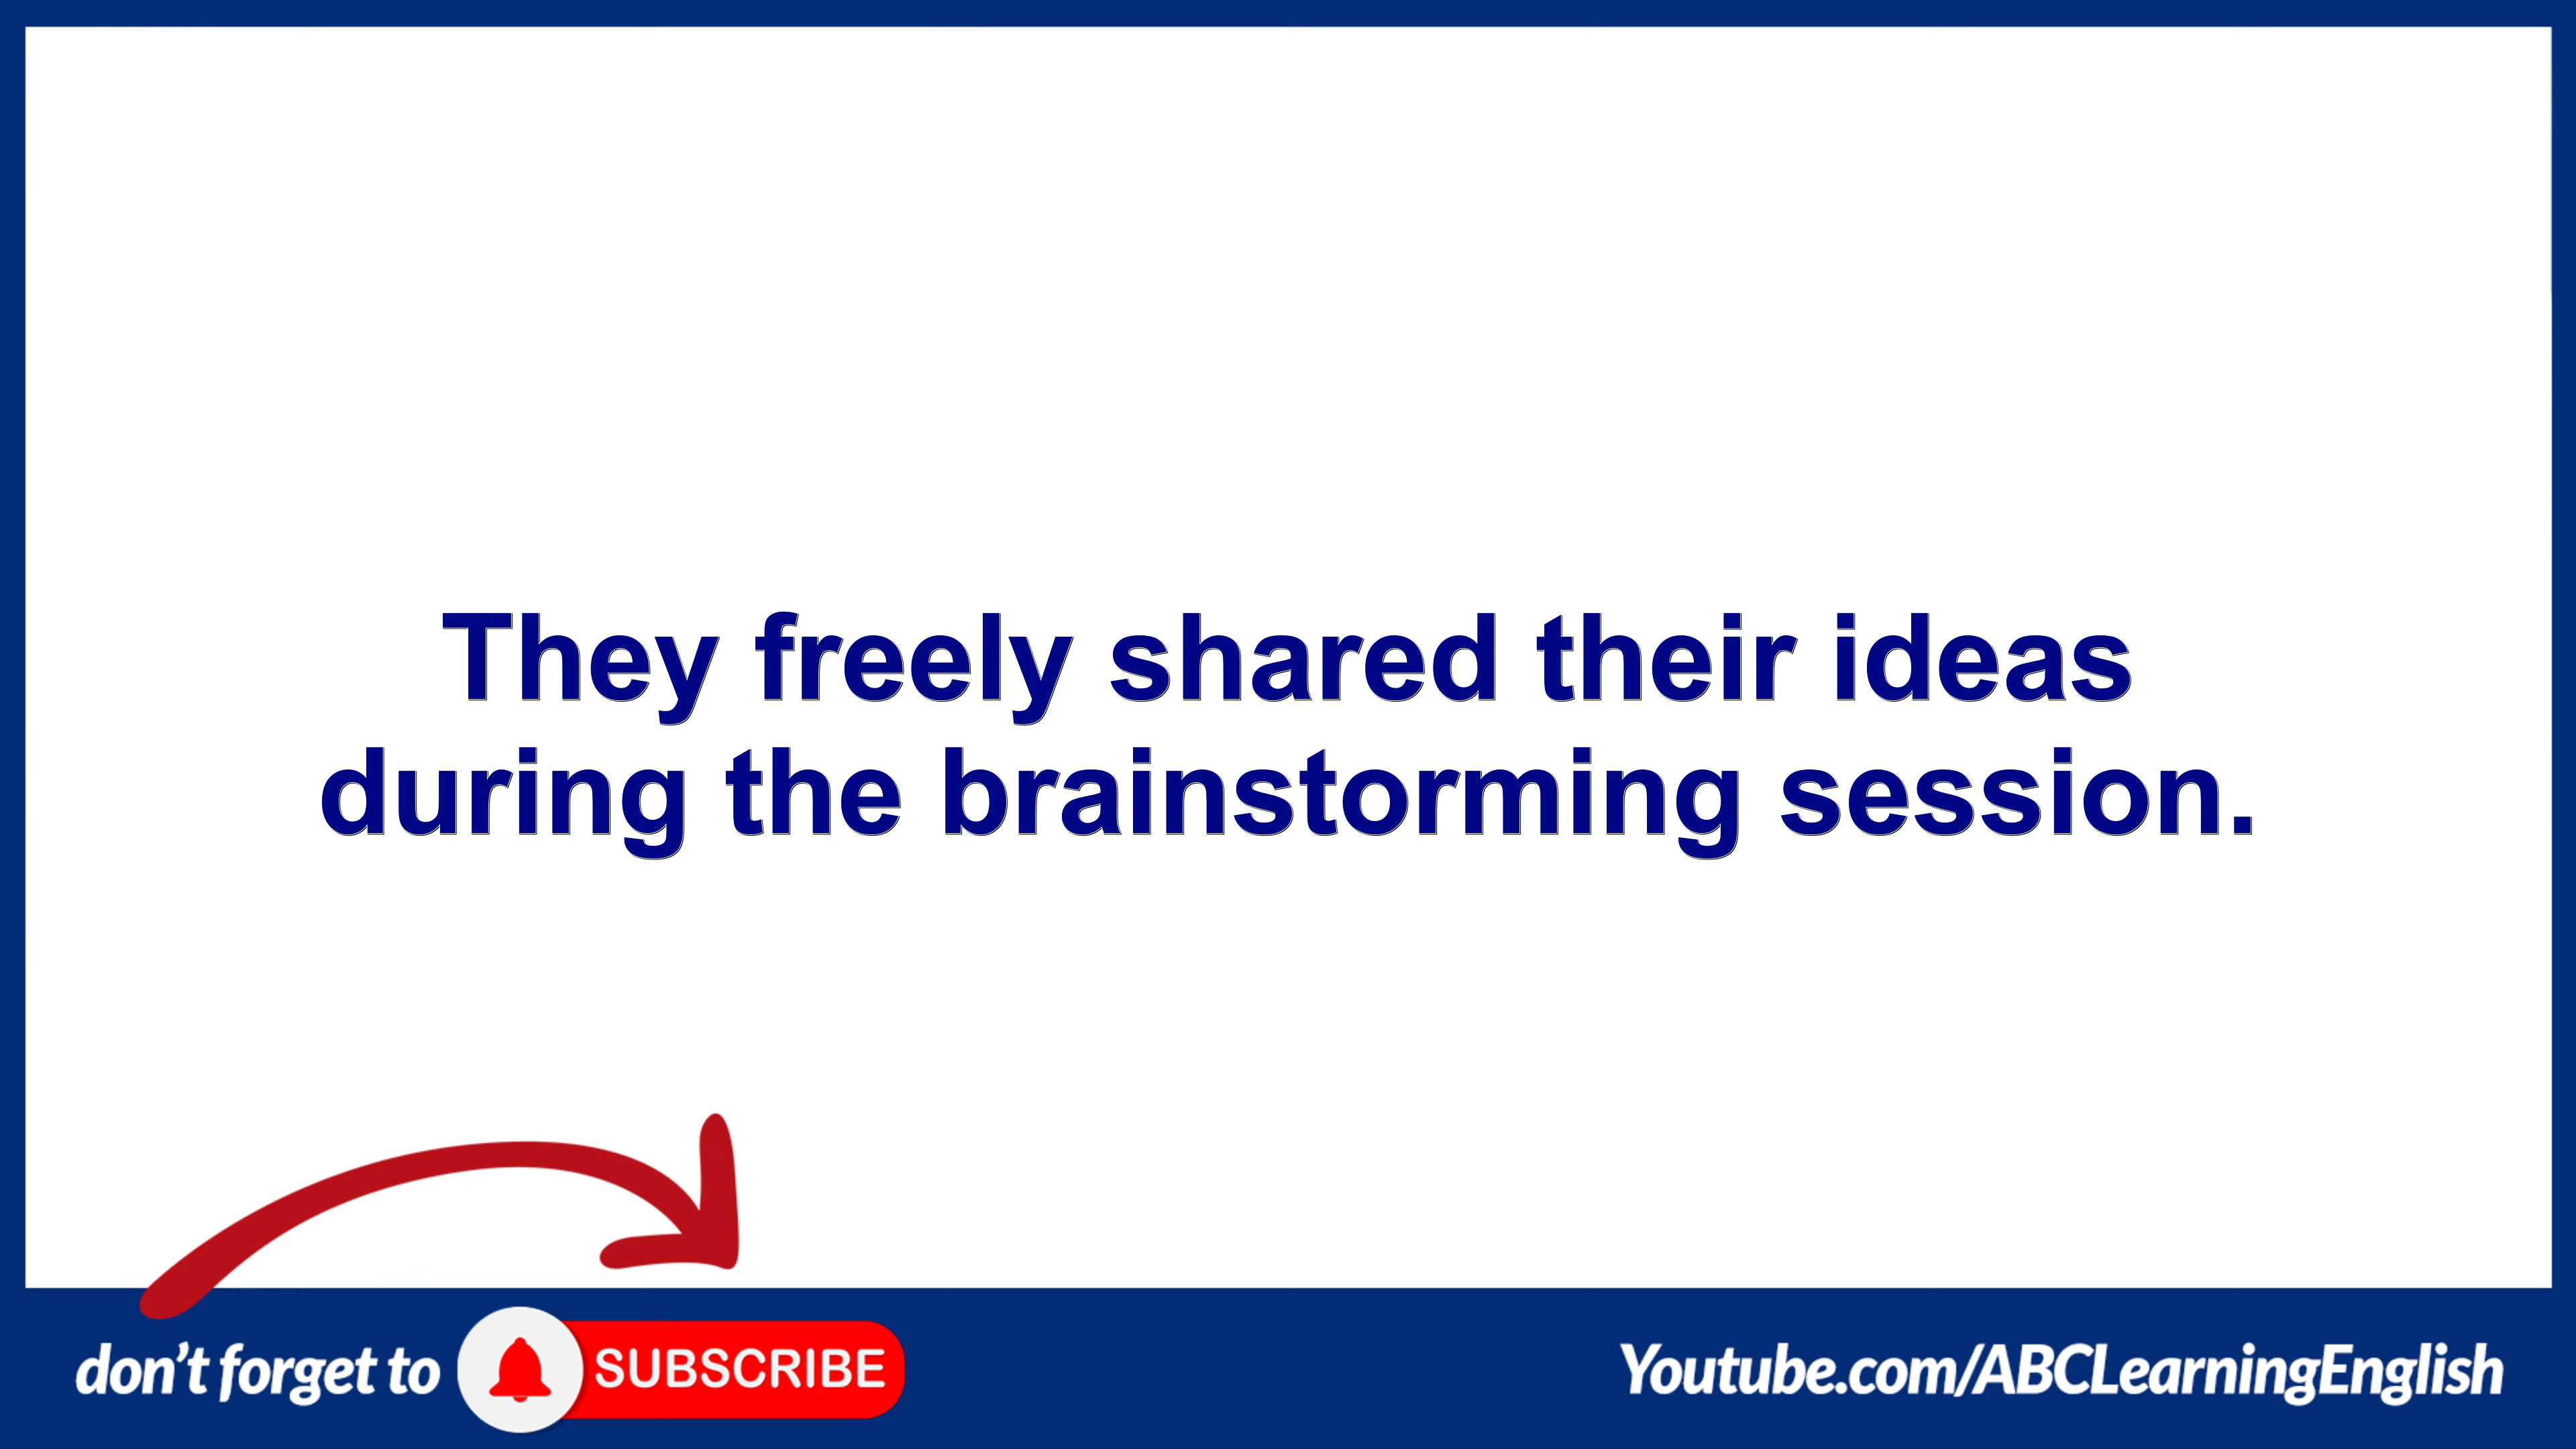 They freely shared their ideas
during the brainstorming session.
don't forget to SUBSCRIBE
Youtube.com/ABCLearningEnglish